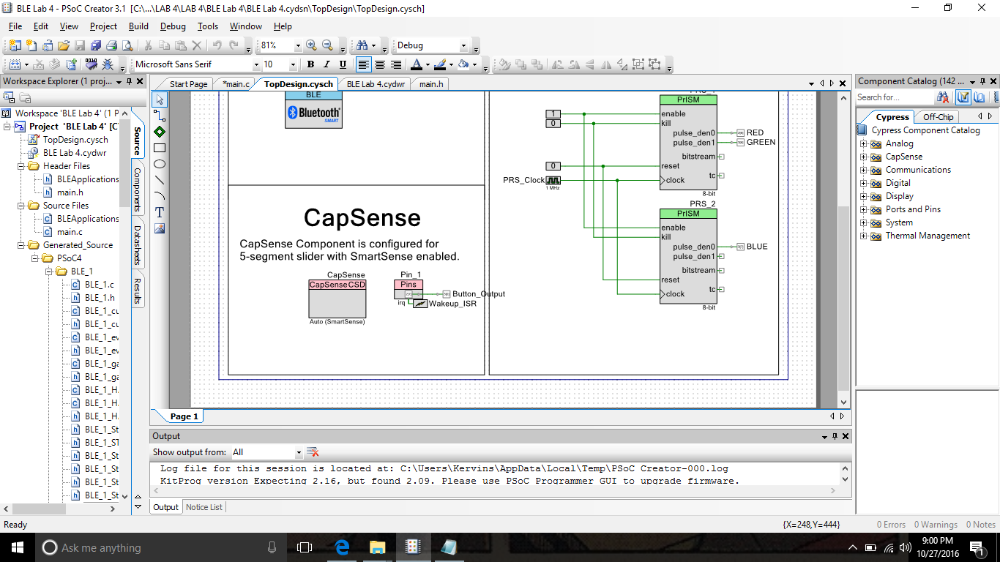 BLE Lab 4 - PSoC Creator 3.1 [C:\...\LAB 4\LAB 4\BLE Lab 4\BLE Lab 4.cydsn\TopDesign\TopDesign.cysch]
File Edit View Project Build Debug Tools Window Help
81% Debug
Microsoft Sans Serif 10 B I U A
Workspace Explorer (1 proj...
Workspace 'BLE Lab 4' (1 P
Project 'BLE Lab 4' [C
TopDesign.cysch
BLE Lab 4.cydwr
Header Files
BLEApplications
main.h
Source Files
BLEApplications
main.c
Generated_Source
PSoC4
BLE_1
BLE_1.c
BLE_1.h
BLE_1_cu
BLE_1_cu
BLE_1_ev
BLE_1_ev
BLE_1_ga
BLE_1_ga
BLE_1_H.
BLE_1_H.
BLE_1_H.
BLE_1_St
BLE_1_ST
BLE_1_St
BLE_1_St
BLE_1_St
BLE_1_St
Source
Components
Datasheets
Results
Start Page *main.c TopDesign.cysch BLE Lab 4.cydwr main.h
T
BLE
Bluetooth
SMART
CapSense
CapSense Component is configured for
5-segment slider with SmartSense enabled.
CapSense
CapSense CSD
Auto (SmartSense)
Pin_1
Pins
Button_Output
irq
Wakeup_ISR
PrISM
1
0
enable
kill
pulse_den0
RED
pulse_den1
GREEN
bitstream
0
reset
tc
PRS_Clock
1 MHz
clock
8-bit
PRS_2
PrISM
enable
kill
pulse_den0
BLUE
pulse_den1
bitstream
reset
tc
clock
8-bit
Page 1
Output
Show output from: All
Log file for this session is located at: C:\Users\Kervins\AppData\Local\Temp\PSoC Creator-000.log
KitProg version Expecting 2.16, but found 2.09. Please use PSoC Programmer GUI to upgrade firmware.
Output Notice List
Component Catalog (142 ...
Search for...
Cypress Off-Chip
Cypress Component Catalog
Analog
CapSense
Communications
Digital
Display
Ports and Pins
System
Thermal Management
Ready {X=248,Y=444} 0 Errors 0 Warnings 0 Notes
Ask me anything
9:00 PM
10/27/2016
1